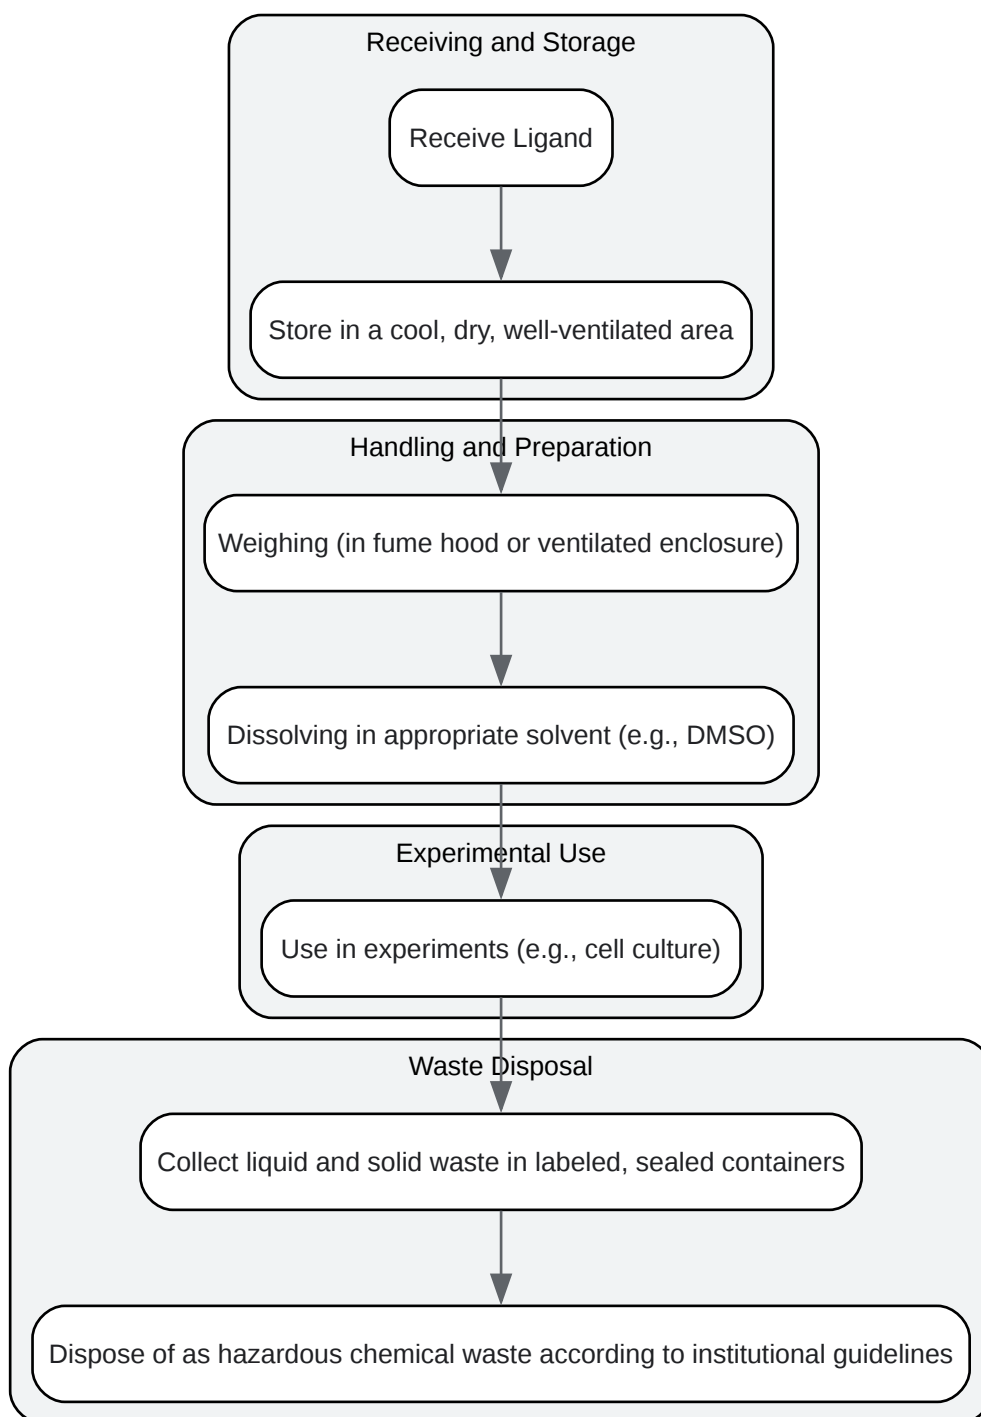 Receiving and Storage
Receive Ligand
Store in a cool, dry, well-ventilated area
Handling and Preparation
Weighing (in fume hood or ventilated enclosure)
Dissolving in appropriate solvent (e.g., DMSO)
Experimental Use
Use in experiments (e.g., cell culture)
Waste Disposal
Collect liquid and solid waste in labeled, sealed containers
Dispose of as hazardous chemical waste according to institutional guidelines